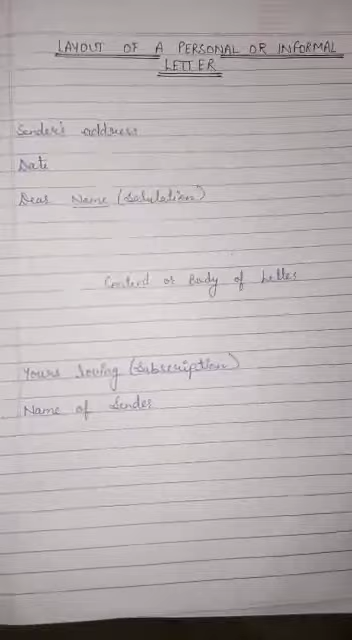 LAYOUT OF A PERSONAL OR INFORMAL
LETTER
Sender's address
Date
Dear Name (Salutation)
Content or Body of Letter
Yours loving (Subscription)
Name of Sender